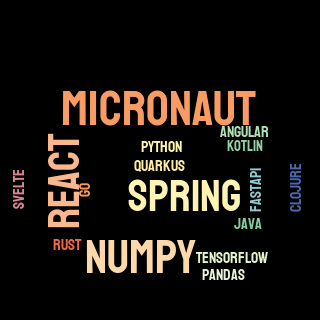 MICRONAUT
ANGULAR
KOTLIN
PYTHON
REACT
QUARKUS
GO
SVELTE
SPRING
FASTAPI
CLOJURE
JAVA
RUST
NUMPY
TENSORFLOW
PANDAS